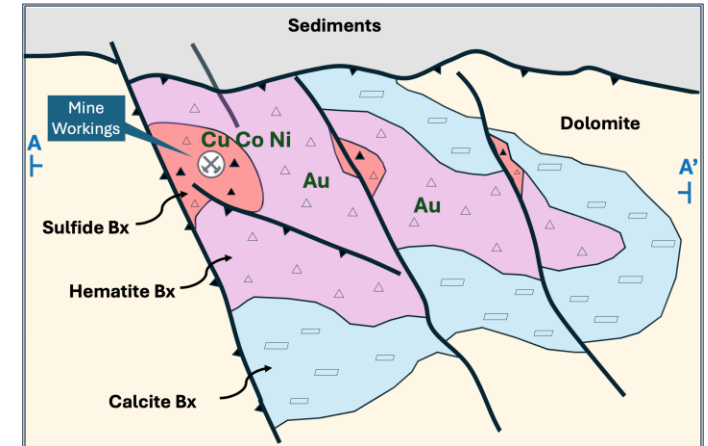 Sediments
Mine
Workings
Cu Co Ni
Dolomite
A
A'
Au
Au
Sulfide Bx
Hematite Bx
Calcite Bx